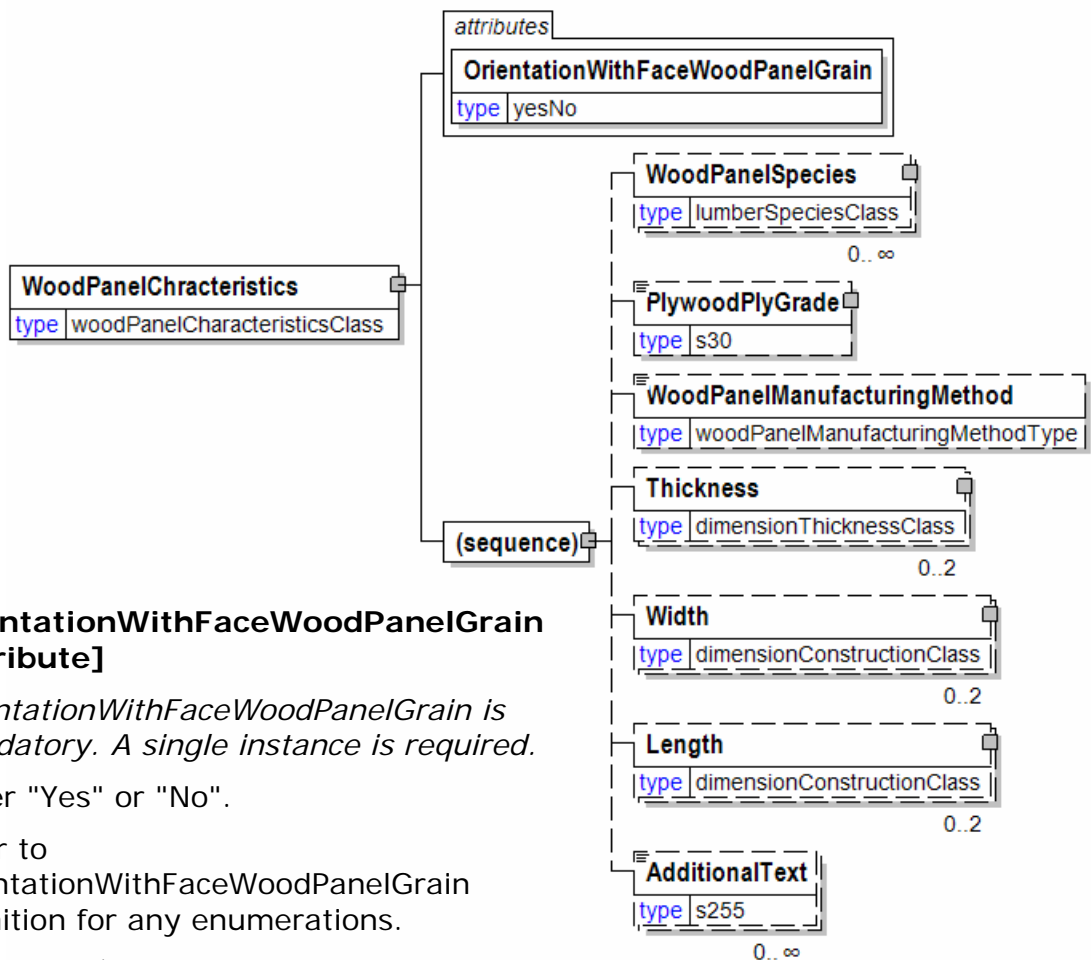 attributes
OrientationWithFaceWoodPanelGrain
type yesNo
WoodPanelSpecies
type lumberSpeciesClass
0.. ∞
WoodPanelChracteristics
type woodPanelCharacteristicsClass
PlywoodPlyGrade
type s30
WoodPanelManufacturingMethod
type woodPanelManufacturingMethodType
Thickness
type dimensionThicknessClass
0..2
(sequence)
Width
type dimensionConstructionClass
0..2
Length
type dimensionConstructionClass
0..2
AdditionalText
type s255
0.. ∞
ntationWithFaceWoodPanelGrain
ribute]
ntationWithFaceWoodPanelGrain is
datory. A single instance is required.
er "Yes" or "No".
r to
ntationWithFaceWoodPanelGrain
nition for any enumerations.